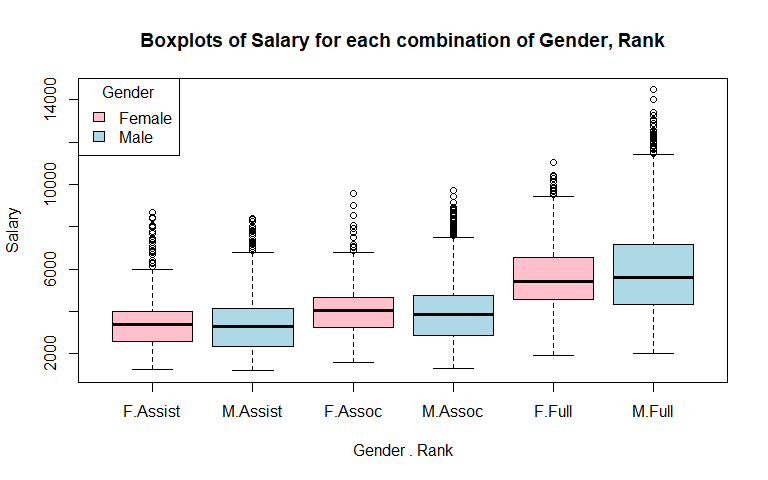 Boxplots of Salary for each combination of Gender, Rank
Gender
Female
Male
Salary
14000
10000
6000
2000
F.Assist M.Assist F.Assoc M.Assoc F.Full M.Full
Gender . Rank